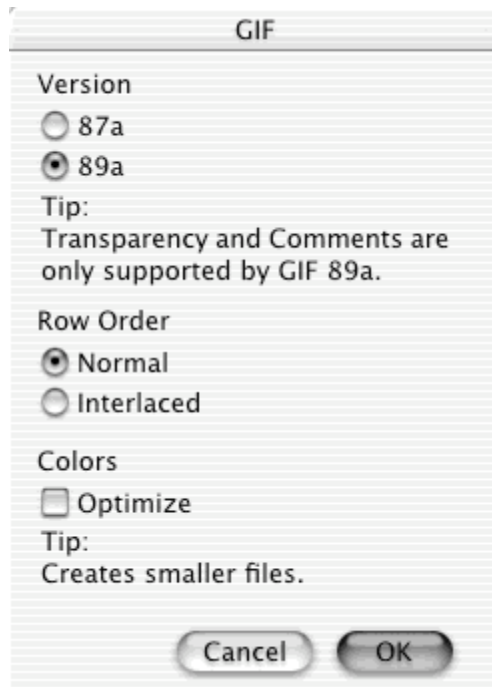 GIF
Version
87a
89a
Tip:
Transparency and Comments are
only supported by GIF 89a.
Row Order
Normal
Interlaced
Colors
Optimize
Tip:
Creates smaller files.
Cancel OK